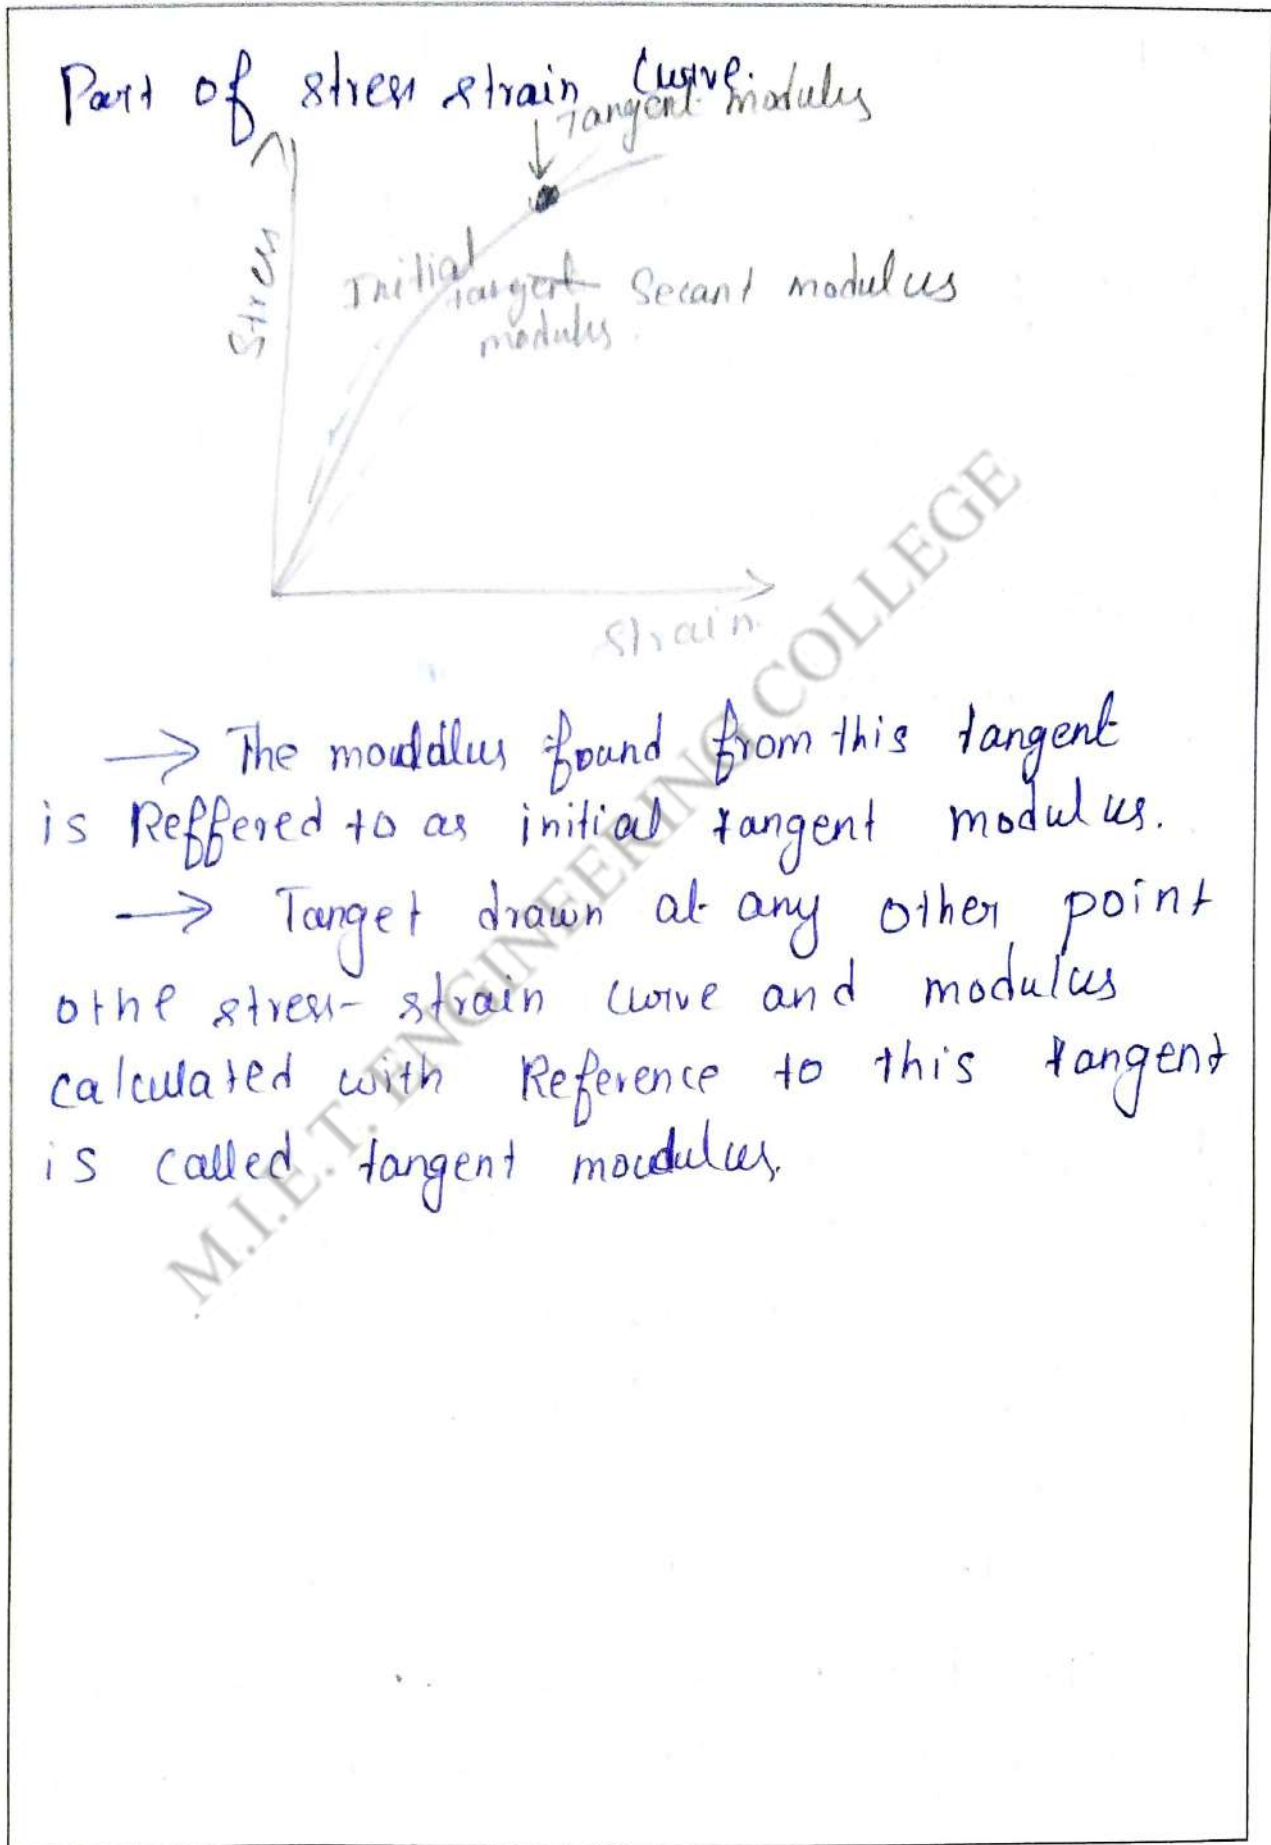 Part of stress strain curve.
Tangent modulus
Stress
Initial
tangent
modulus.
Secant modulus
Strain.
→ The moudulus found from this tangent
is Reffered to as initial tangent modulus.
→ Tanget drawn at any other point
othe stress- strain curve and modulus
calculated with Reference to this tangent
is called tangent moudulus.
M.I.E.T. ENGINEERING COLLEGE